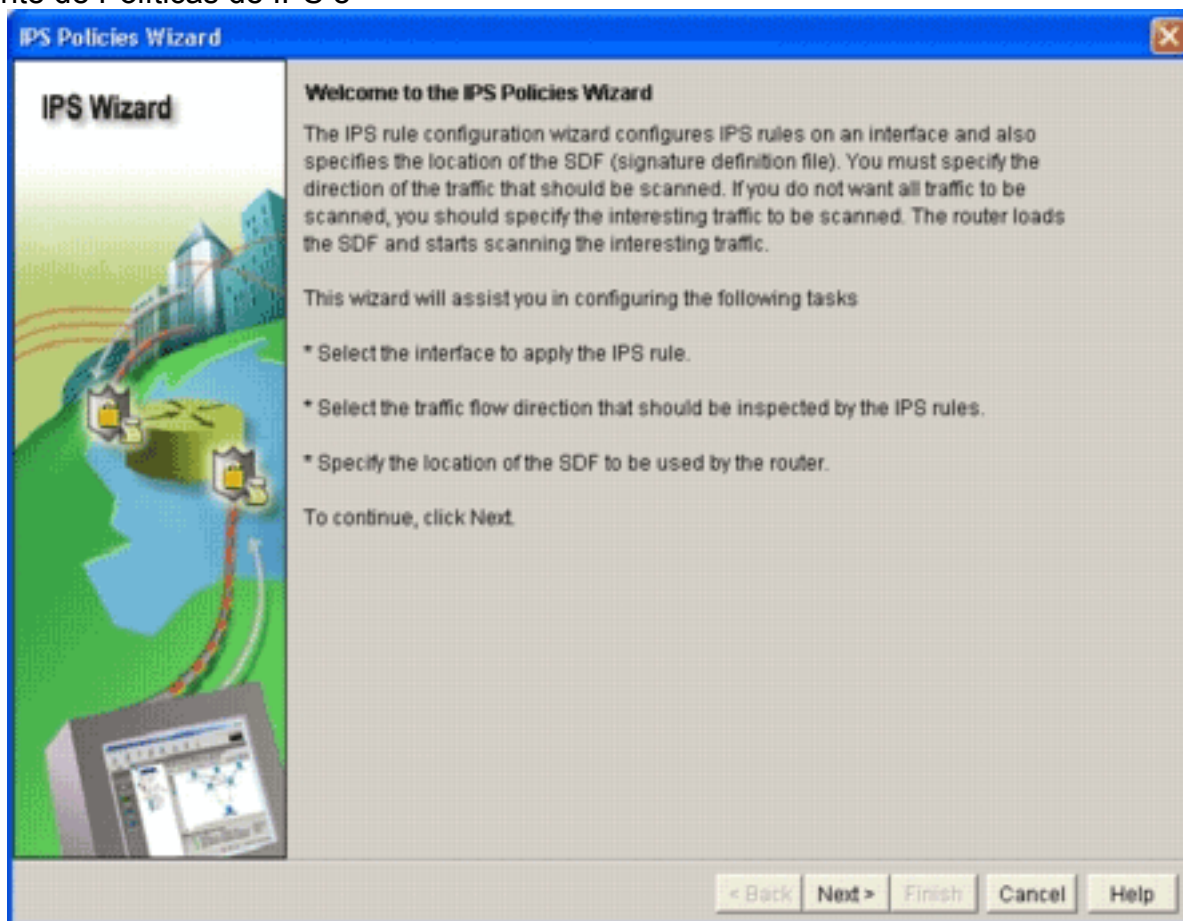 de Políticas do IPS é
IPS Policies Wizard
IPS Wizard
Welcome to the IPS Policies Wizard
The IPS rule configuration wizard configures IPS rules on an interface and also
specifies the location of the SDF (signature definition file). You must specify the
direction of the traffic that should be scanned. If you do not want all traffic to be
scanned, you should specify the interesting traffic to be scanned. The router loads
the SDF and starts scanning the interesting traffic.
This wizard will assist you in configuring the following tasks
* Select the interface to apply the IPS rule.
* Select the traffic flow direction that should be inspected by the IPS rules.
* Specify the location of the SDF to be used by the router.
To continue, click Next.
< Back Next > Finish Cancel Help